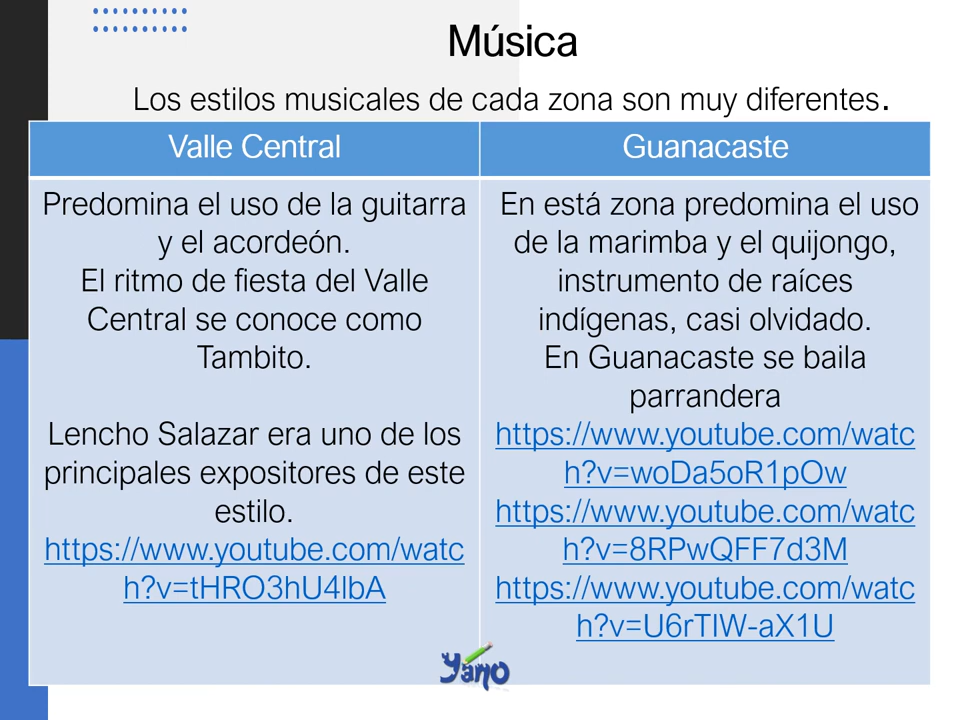 Música
Los estilos musicales de cada zona son muy diferentes.
Valle Central
Predomina el uso de la guitarra
y el acordeón.
El ritmo de fiesta del Valle
Central se conoce como
Tambito.
Lencho Salazar era uno de los
principales expositores de este
estilo.
https://www.youtube.com/watc
h?v=tHRO3hU4lbA
Guanacaste
En está zona predomina el uso
de la marimba y el quijongo,
instrumento de raíces
indígenas, casi olvidado.
En Guanacaste se baila
parrandera
https://www.youtube.com/watc
h?v=woDa5oR1pOw
https://www.youtube.com/watc
h?v=8RPwQFF7d3M
https://www.youtube.com/watc
h?v=U6rTIW-aX1U
Yamo